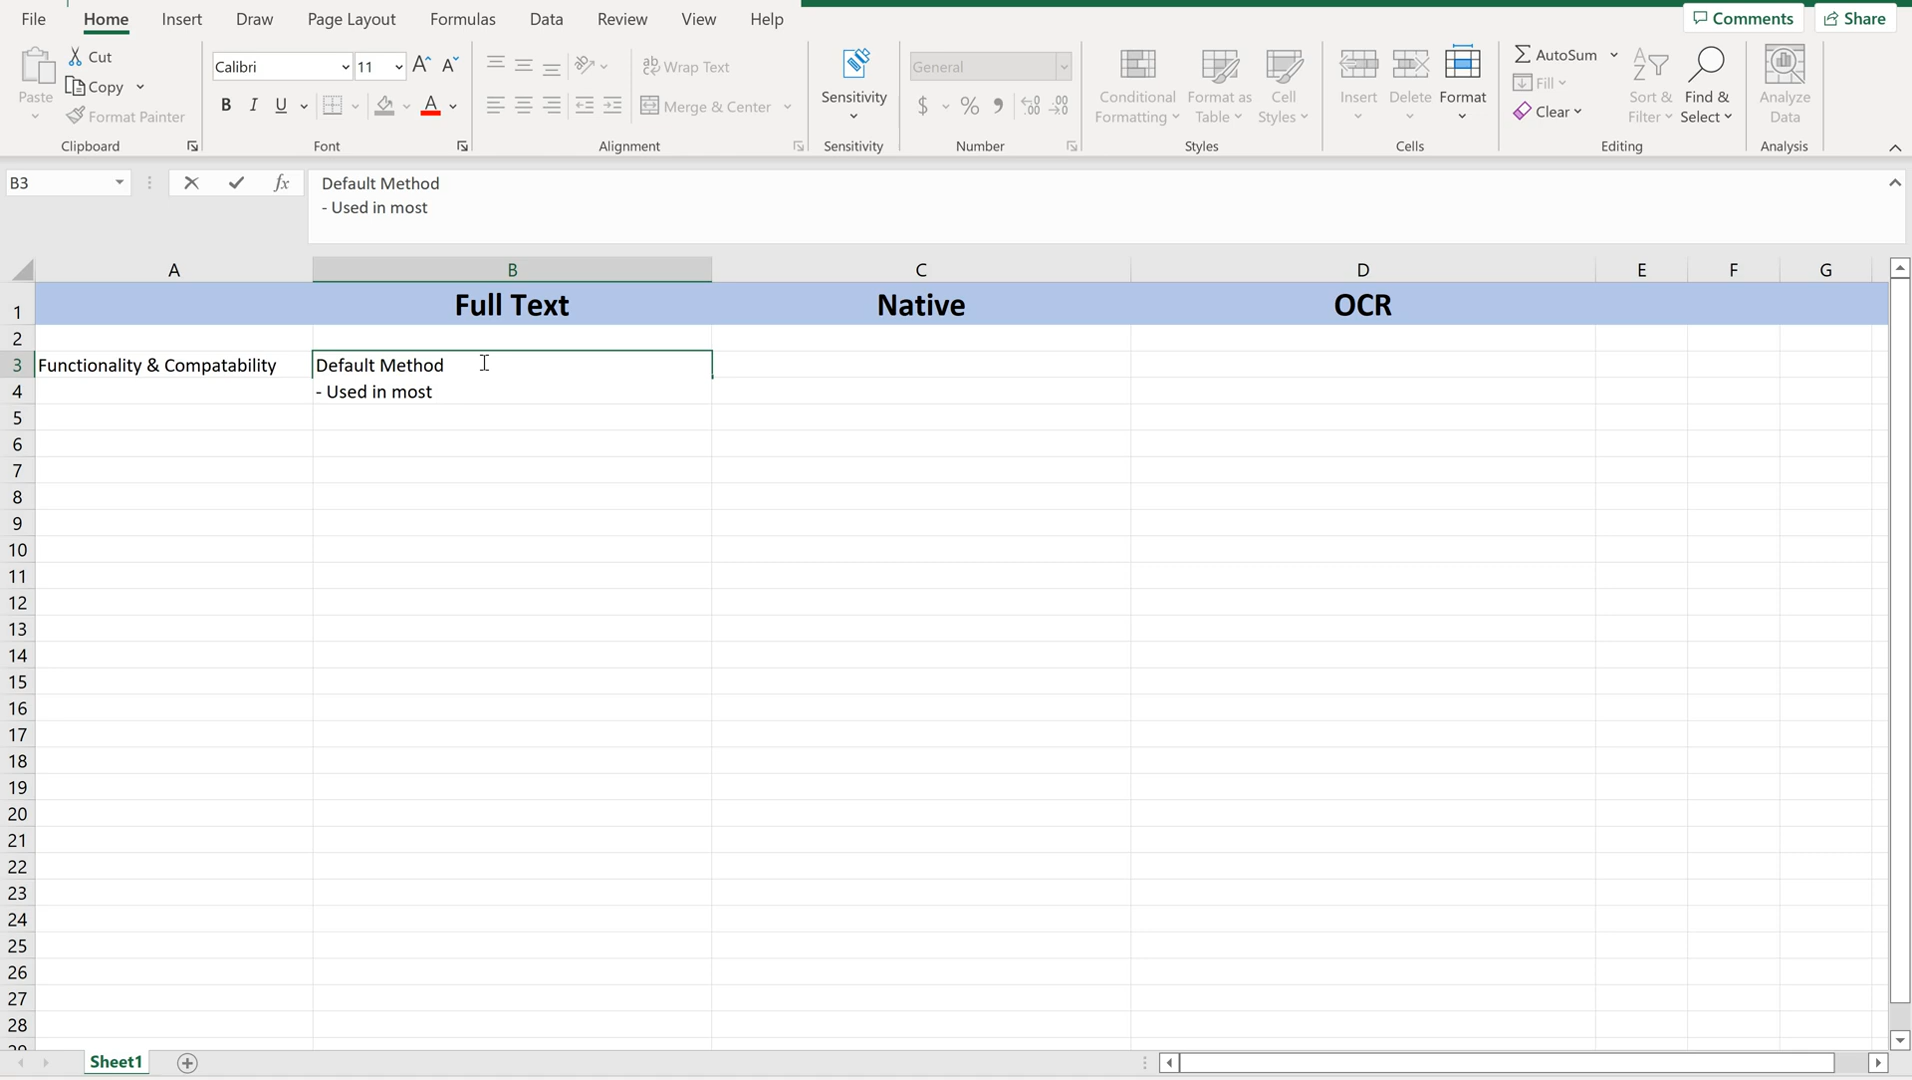 File Home Insert Draw Page Layout Formulas Data Review View Help Comments Share
Paste Cut Copy Format Painter Clipboard
Calibri 11 A A B I U A Font
ab Wrap Text Merge & Center Alignment
Sensitivity Sensitivity
General $ % Number
Conditional Formatting Format as Table Cell Styles Styles
Insert Delete Format Cells
AutoSum Fill Clear Sort & Filter Find & Select Editing
Analyze Data Analysis
B3 fx Default Method
- Used in most
A B C D E F G
1 Full Text Native OCR
2
3 Functionality & Compatability Default Method
4 - Used in most
5
6
7
8
9
10
11
12
13
14
15
16
17
18
19
20
21
22
23
24
25
26
27
28
Sheet1